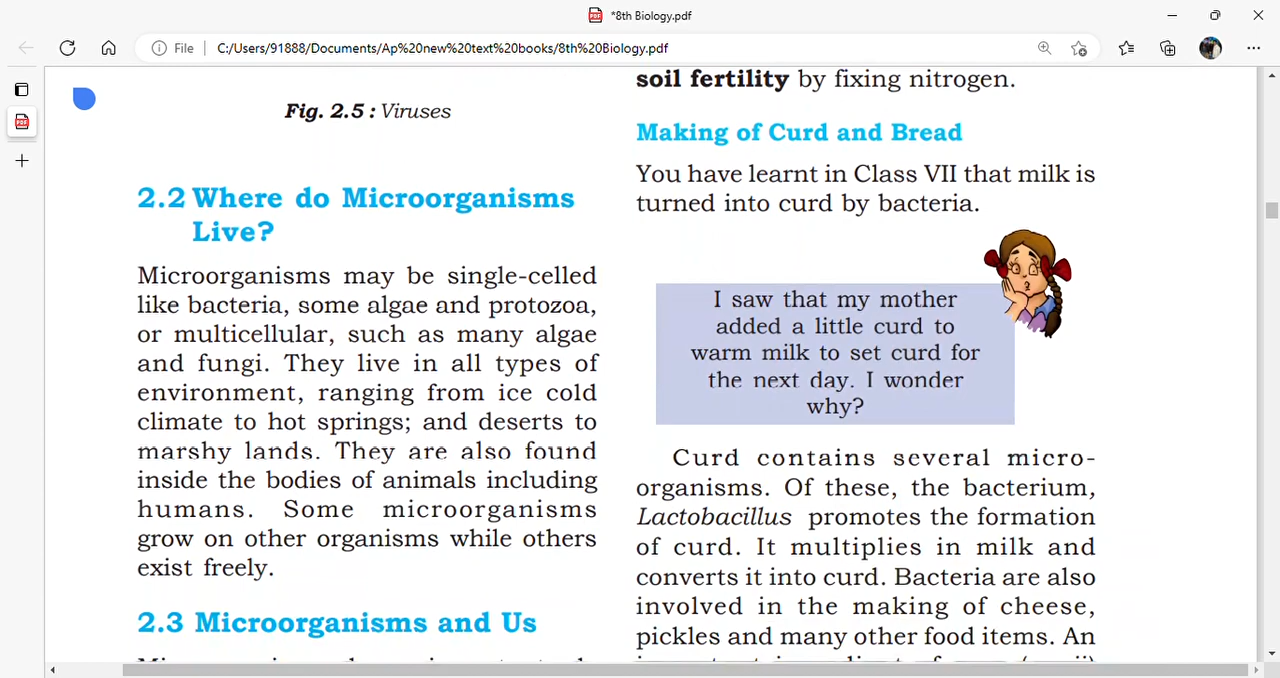 *8th Biology.pdf
File
C:/Users/91888/Documents/Ap%20new%20text%20books/8th%20Biology.pdf
Fig. 2.5 : Viruses
2.2 Where do Microorganisms
Live?
Microorganisms may be single-celled
like bacteria, some algae and protozoa,
or multicellular, such as many algae
and fungi. They live in all types of
environment, ranging from ice cold
climate to hot springs; and deserts to
marshy lands. They are also found
inside the bodies of animals including
humans. Some microorganisms
grow on other organisms while others
exist freely.
2.3 Microorganisms and Us
soil fertility by fixing nitrogen.
Making of Curd and Bread
You have learnt in Class VII that milk is
turned into curd by bacteria.
I saw that my mother
added a little curd to
warm milk to set curd for
the next day. I wonder
why?
Curd contains several micro-
organisms. Of these, the bacterium,
Lactobacillus promotes the formation
of curd. It multiplies in milk and
converts it into curd. Bacteria are also
involved in the making of cheese,
pickles and many other food items. An